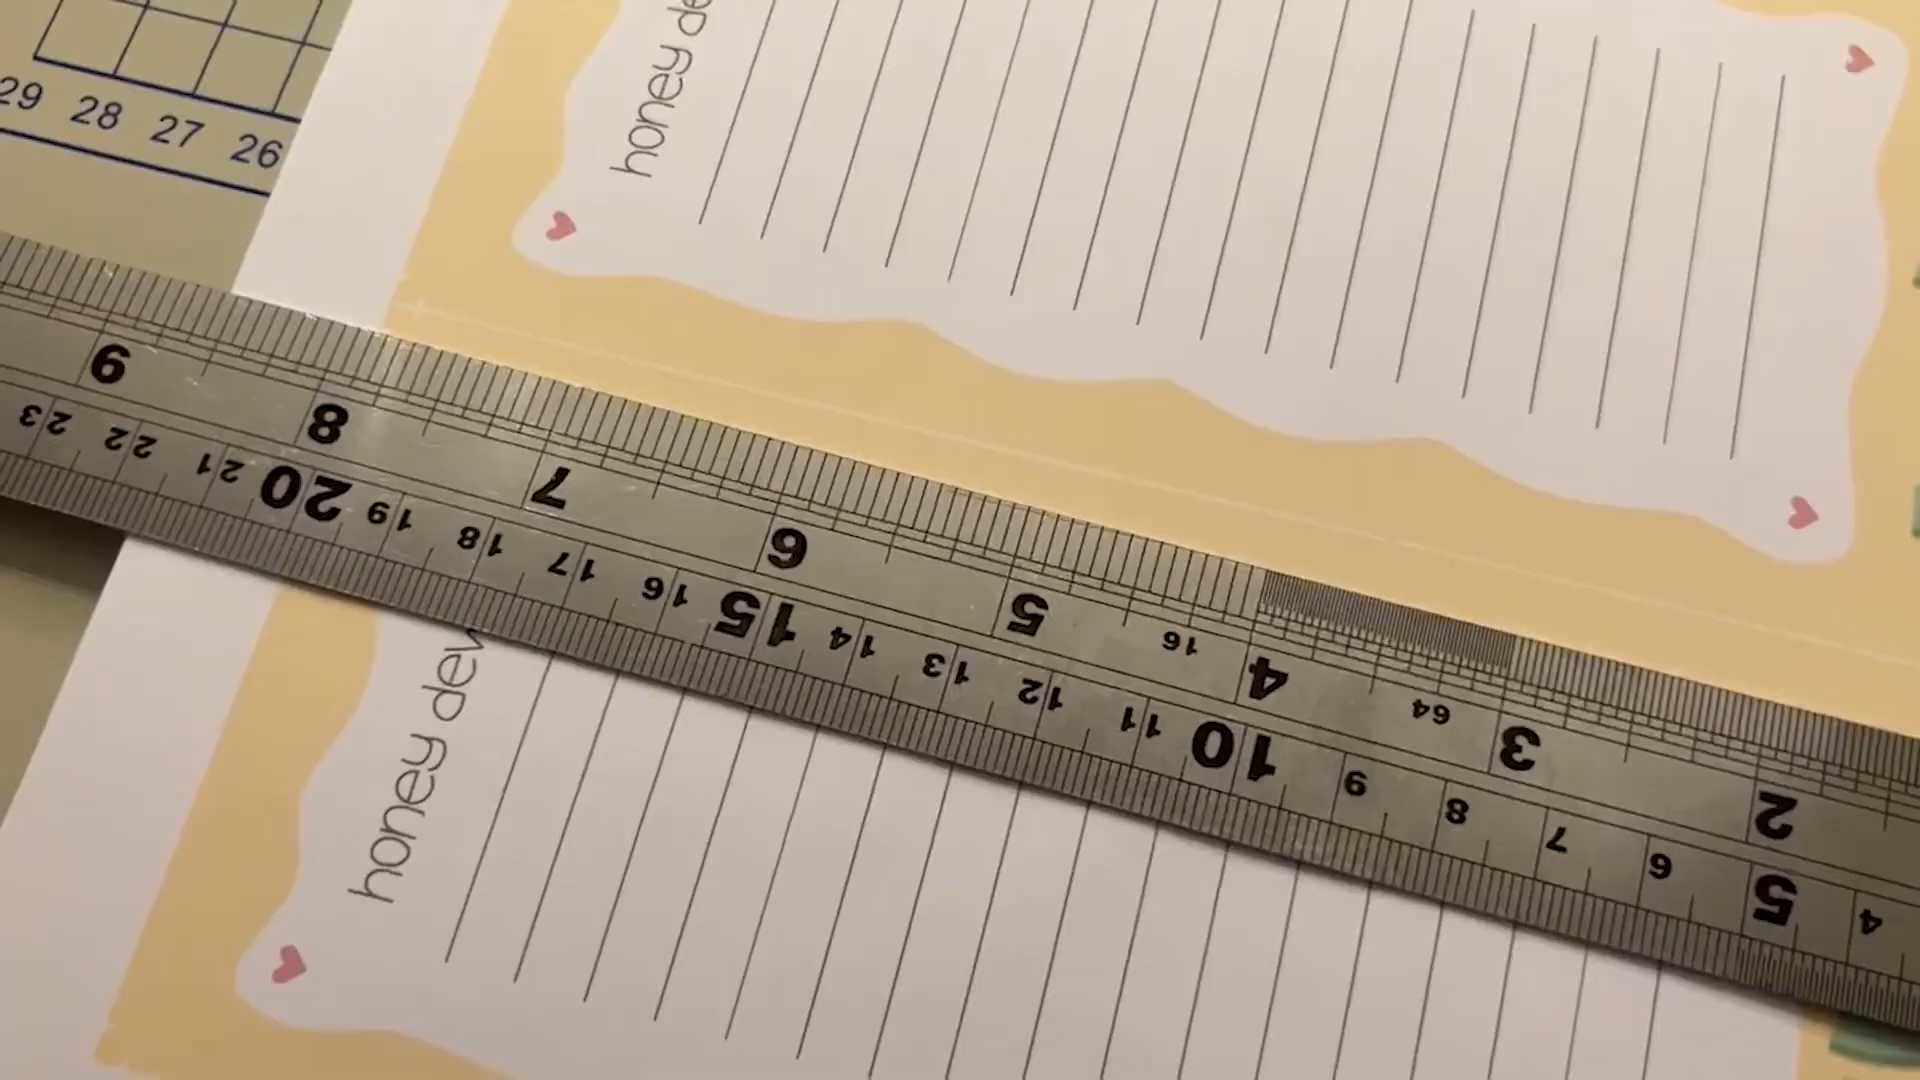 honey de
29 28 27 26
9 8 7 6 5 4 3 2
16 64
23 22 21 20 19 18 17 16 15 14 13 12 11 10 9 8 7 6 5 4
honey dew